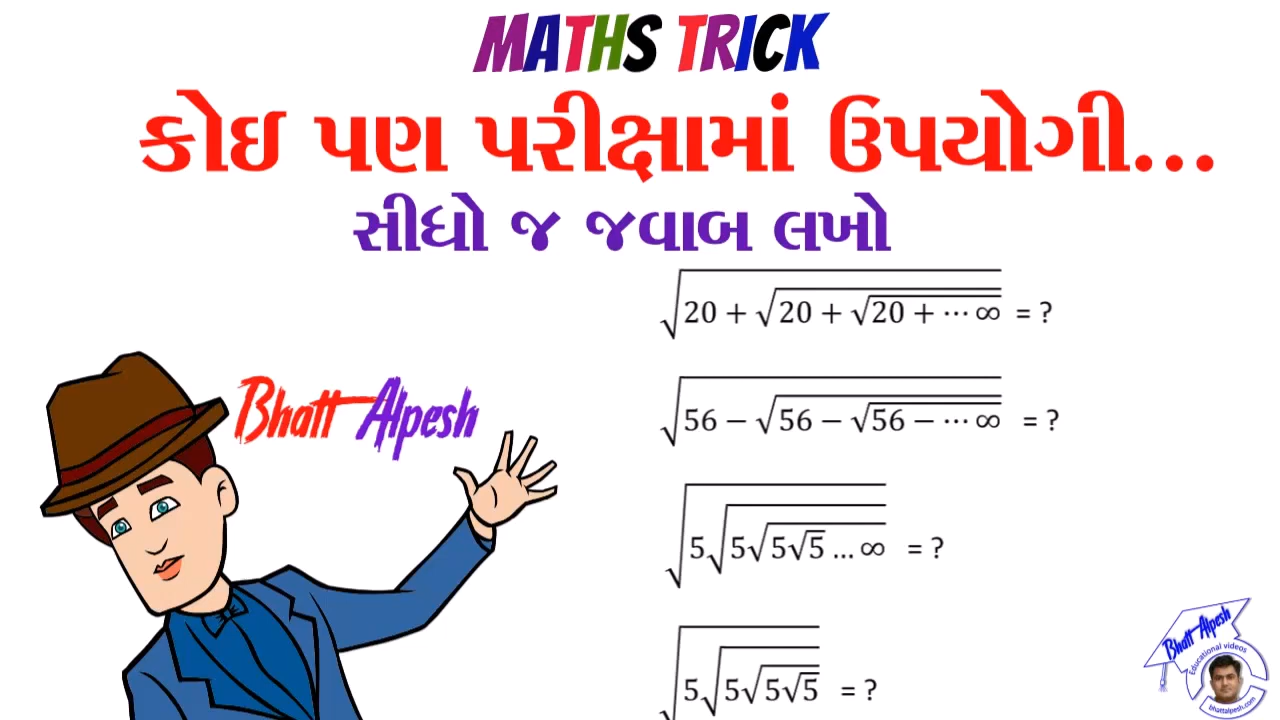 MATHS TRICK
કોઇ પણ પરીક્ષામાં ઉપયોગી...
સીધો જ જવાબ લખો
√(20 + √(20 + √(20 + ⋯ ∞))) = ?
Bhatt Alpesh
√(56 − √(56 − √(56 − ⋯ ∞))) = ?
√(5√(5√(5√5 … ∞))) = ?
√(5√(5√(5√5))) = ?
Bhatt Alpesh
Educational videos
bhattalpesh.com